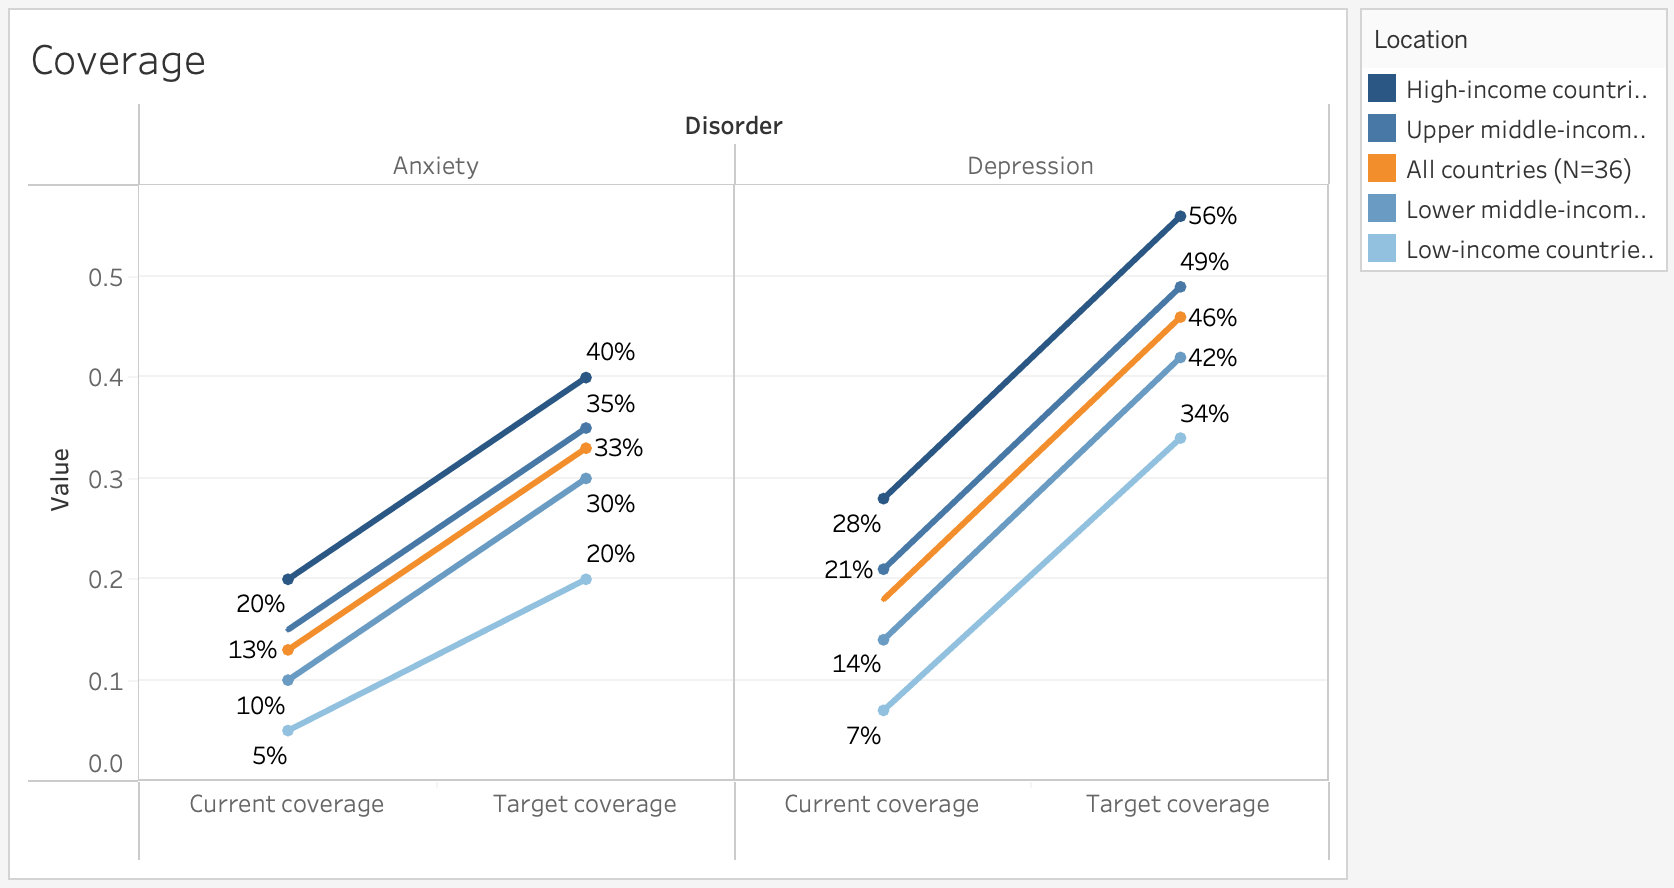 Coverage
Disorder
Anxiety
Depression
Value
0.5
0.4
0.3
0.2
0.1
0.0
40%
35%
33%
30%
20%
20%
13%
10%
5%
56%
49%
46%
42%
34%
28%
21%
14%
7%
Current coverage
Target coverage
Current coverage
Target coverage
Location
High-income countri..
Upper middle-incom..
All countries (N=36)
Lower middle-incom..
Low-income countrie..